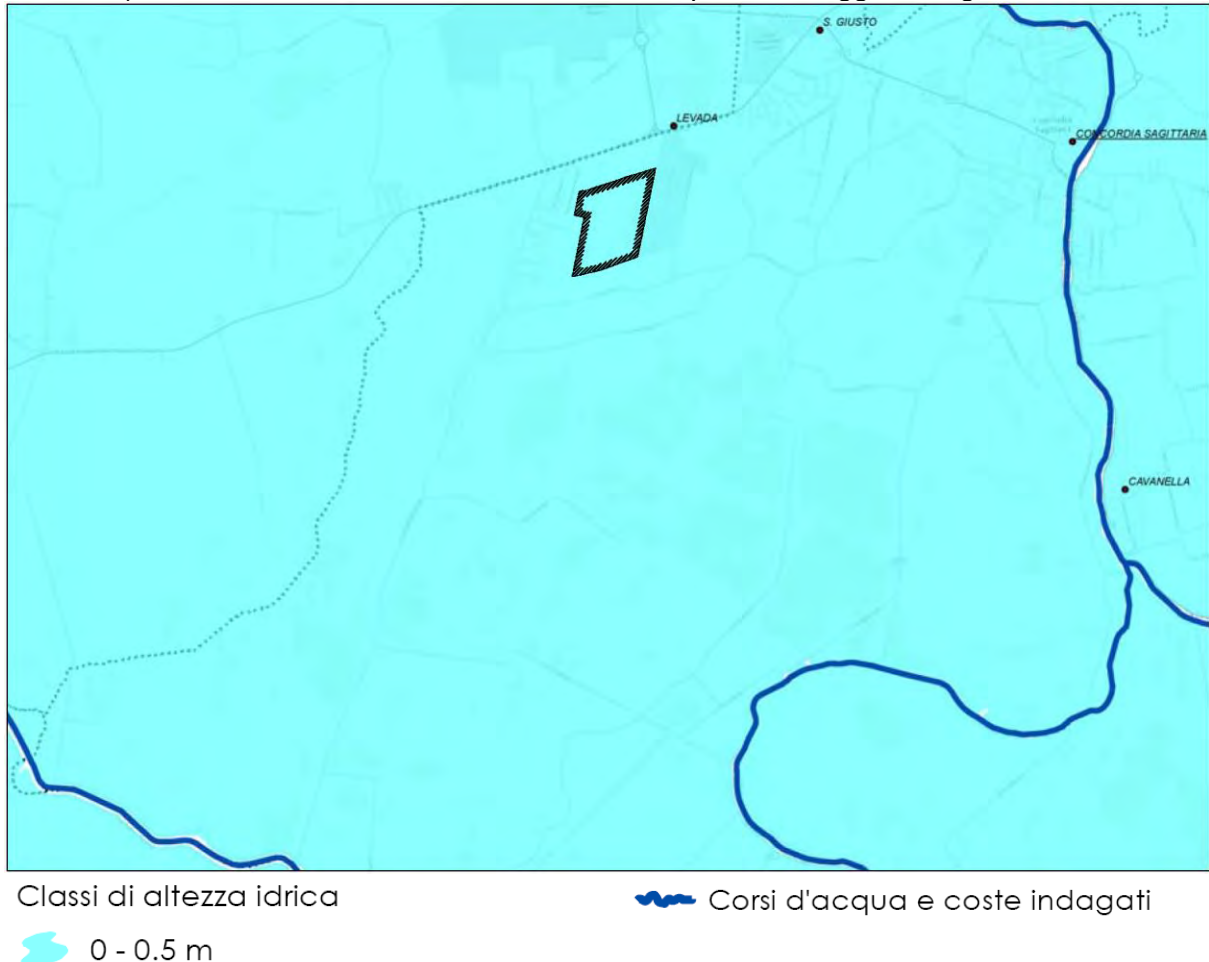 S. GIUSTO
LEVADA
CONCORDIA SAGITTARIA
CAVANELLA
Classi di altezza idrica
Corsi d'acqua e coste indagati
0 - 0.5 m